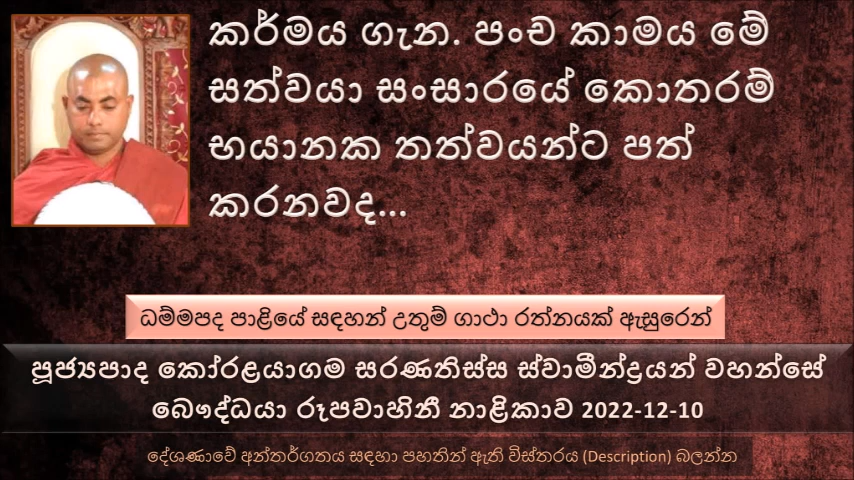 කර්මය ගැන. පංච කාමය මේ
සත්වයා සංසාරයේ කොතරම්
භයානක තත්වයන්ට පත්
කරනවද...
ධම්මපද පාළියේ සඳහන් උතුම් ගාථා රත්නයක් ඇසුරෙන්
පූජ්‍යපාද කෝරළයාගම සරණතිස්ස ස්වාමීන්ද්‍රයන් වහන්සේ
බෞද්ධයා රූපවාහිනී නාළිකාව 2022-12-10
දේශණාවේ අන්තර්ගතය සඳහා පහතින් ඇති විස්තරය (Description) බලන්න